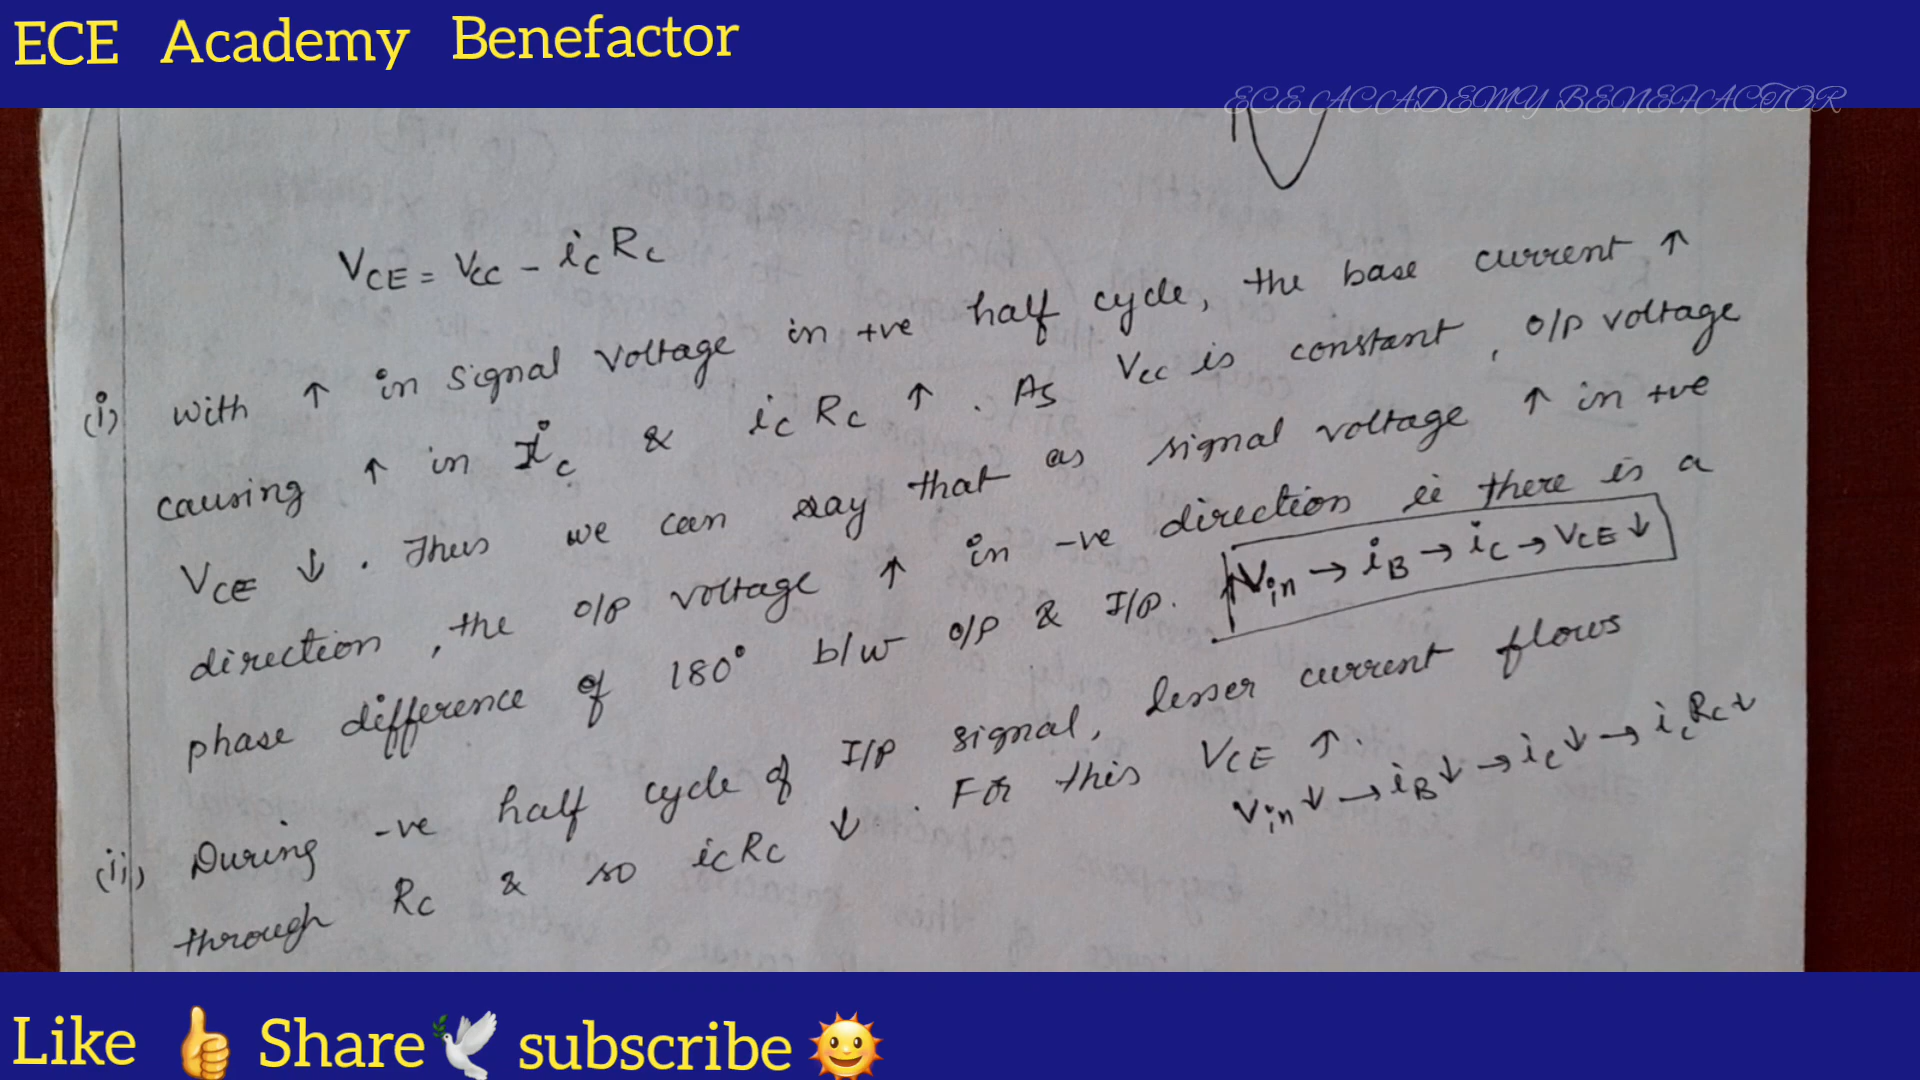 ECE Academy Benefactor
ECE ACCADEMY BENEFACTOR
VCE = VCC - icRc
(i) with ↑ in signal voltage in +ve half cycle, the base current ↑
causing ↑ in ic & icRc ↑. As Vcc is constant, o/p voltage
VCE ↓. Thus we can say that as signal voltage ↑ in +ve
direction, the o/p voltage ↑ in -ve direction ie there is a
phase difference of 180° b/w o/p & I/p. ↑Vin → iB → ic → VCE ↓
(ii) During -ve half cycle of I/p signal, lesser current flows
through Rc & so icRc ↓. For this VCE ↑.
Vin ↓ → iB ↓ → ic ↓ → icRc ↓
Like 👍 Share 🕊 subscribe 🌞